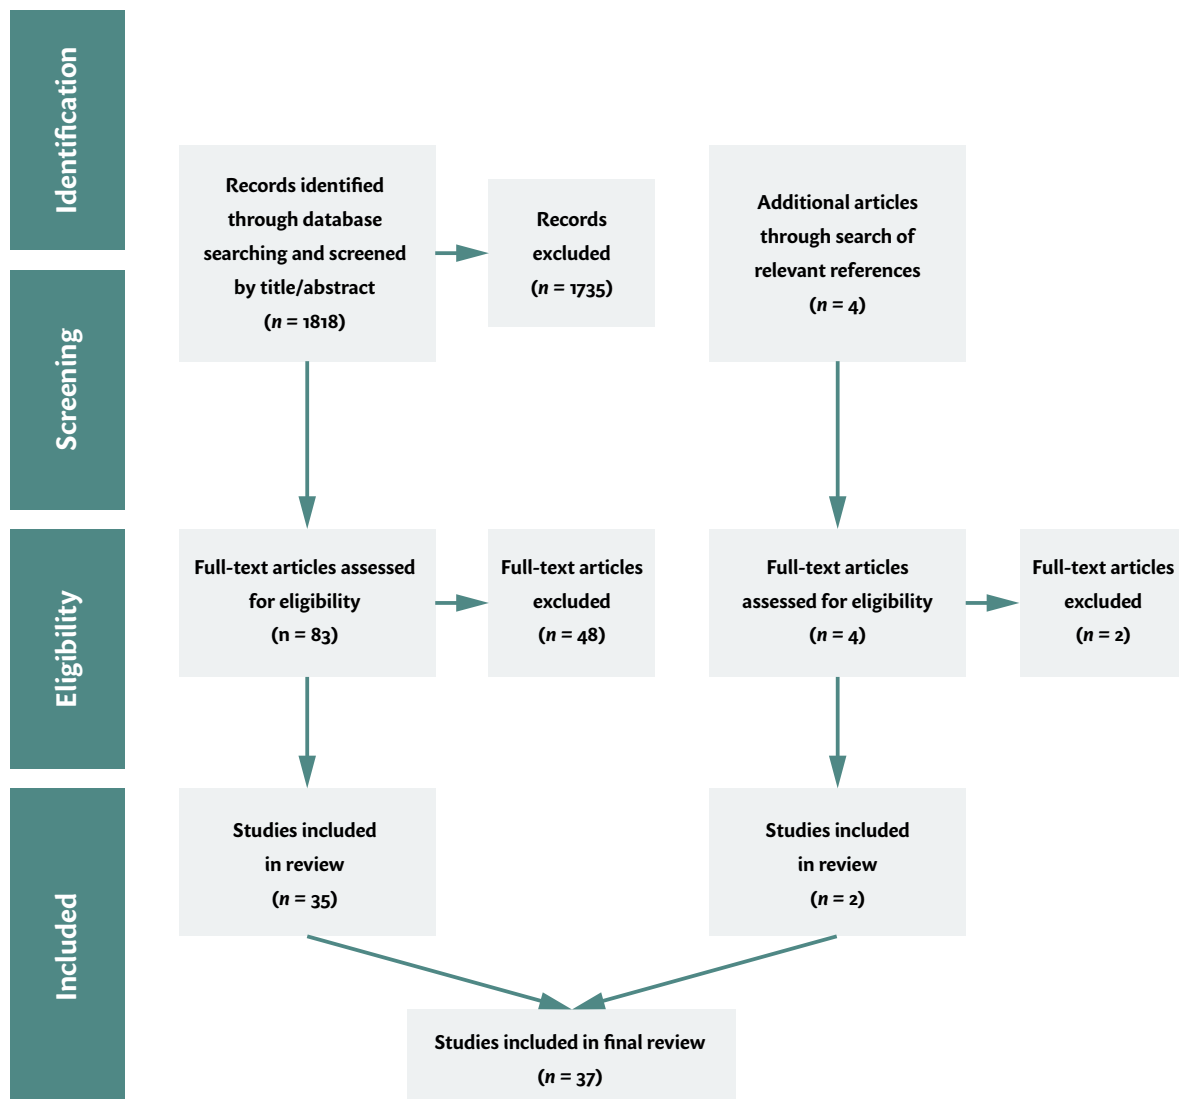 Identification
Records identified
through database
searching and screened
by title/abstract
(n = 1818)
Records
excluded
(n = 1735)
Additional articles
through search of
relevant references
(n = 4)
Screening
Eligibility
Full-text articles assessed
for eligibility
(n = 83)
Full-text articles
excluded
(n = 48)
Full-text articles
assessed for eligibility
(n = 4)
Full-text articles
excluded
(n = 2)
Included
Studies included
in review
(n = 35)
Studies included
in review
(n = 2)
Studies included in final review
(n = 37)